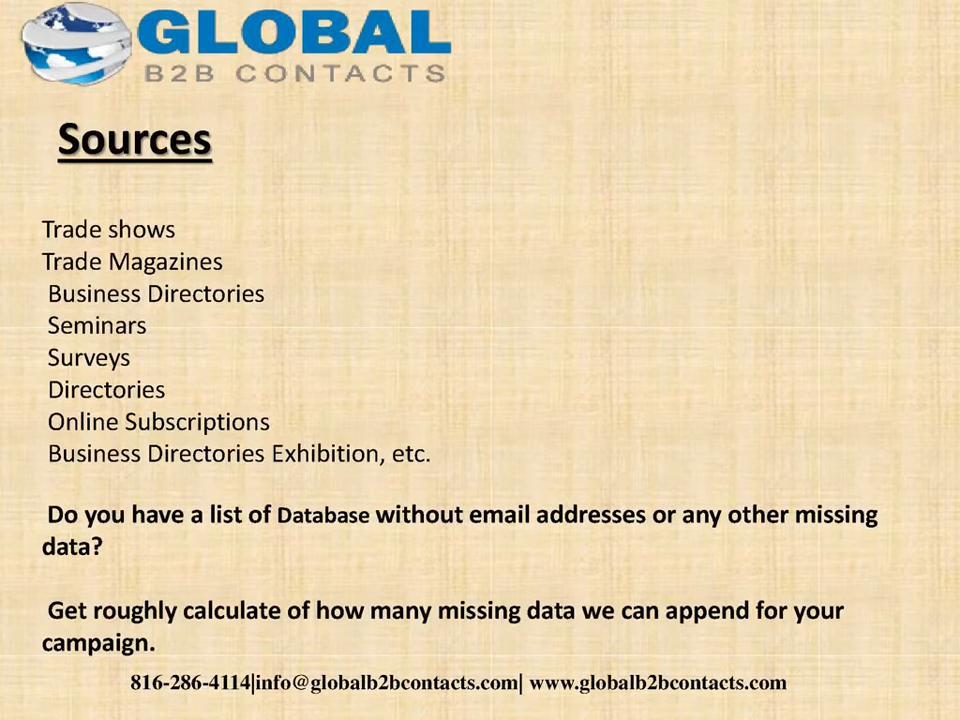 GLOBAL
B2B CONTACTS
Sources
Trade shows
Trade Magazines
Business Directories
Seminars
Surveys
Directories
Online Subscriptions
Business Directories Exhibition, etc.
Do you have a list of Database without email addresses or any other missing
data?
Get roughly calculate of how many missing data we can append for your
campaign.
816-286-4114|info@globalb2bcontacts.com| www.globalb2bcontacts.com